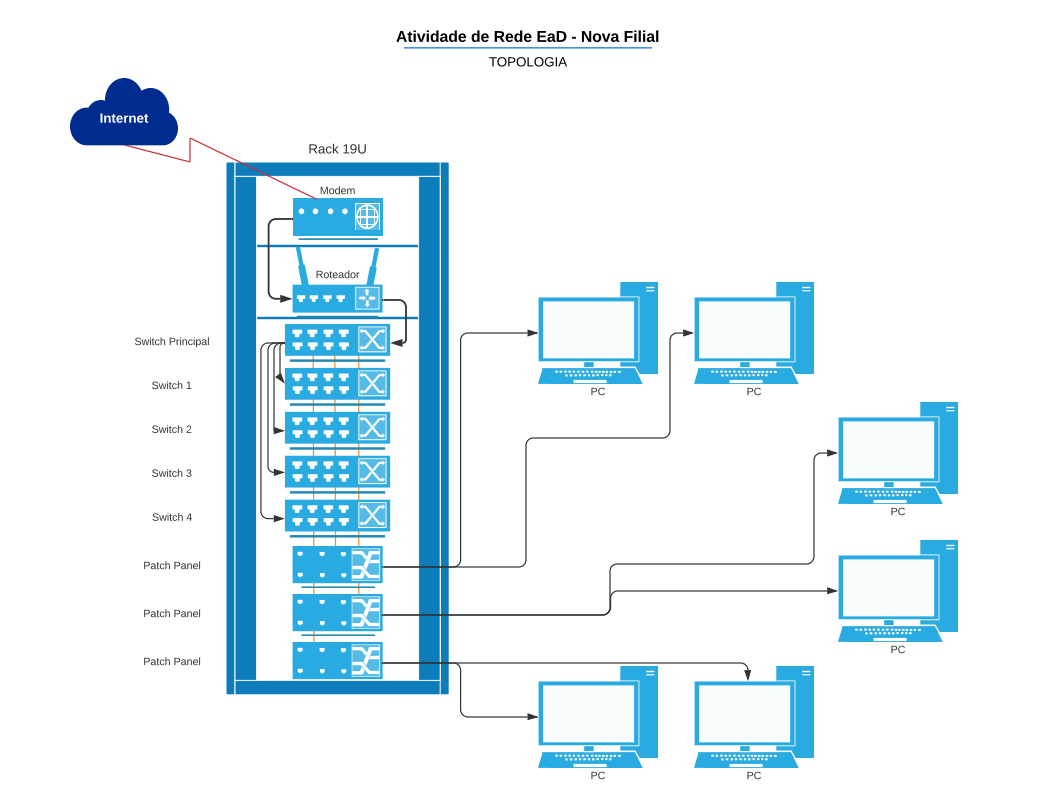 Atividade de Rede EaD - Nova Filial
TOPOLOGIA
Internet
Rack 19U
Modem
Roteador
Switch Principal
Switch 1
Switch 2
Switch 3
Switch 4
Patch Panel
Patch Panel
Patch Panel
PC
PC
PC
PC
PC
PC